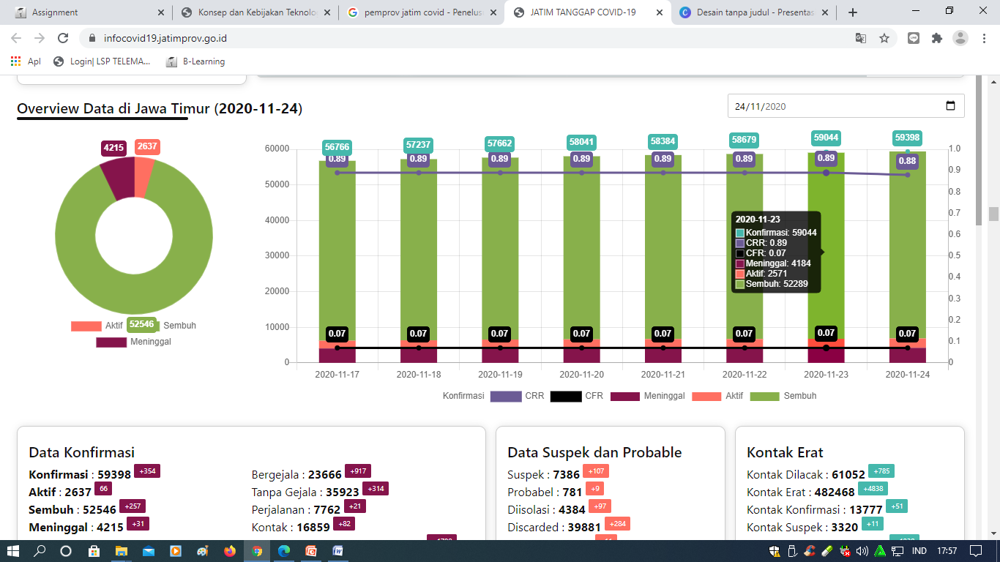 Assignment
Konsep dan Kebijakan Teknolo
pemprov jatim covid - Penelus
JATIM TANGGAP COVID-19
Desain tanpa judul - Presentas
infocovid19.jatimprov.go.id
Apl
Login| LSP TELEMA...
B-Learning
Overview Data di Jawa Timur (2020-11-24)
24/11/2020
4215
2637
52546
Aktif
Sembuh
Meninggal
56766 57237 57662 58041 58384 58679 59044 59398
0.89 0.89 0.89 0.89 0.89 0.89 0.89 0.88
60000
50000
40000
30000
20000
10000
0
1.0
0.9
0.8
0.7
0.6
0.5
0.4
0.3
0.2
0.1
0
2020-11-23
Konfirmasi: 59044
CRR: 0.89
CFR: 0.07
Meninggal: 4184
Aktif: 2571
Sembuh: 52289
0.07 0.07 0.07 0.07 0.07 0.07 0.07 0.07
2020-11-17 2020-11-18 2020-11-19 2020-11-20 2020-11-21 2020-11-22 2020-11-23 2020-11-24
Konfirmasi CRR CFR Meninggal Aktif Sembuh
Data Konfirmasi
Konfirmasi : 59398 +354
Aktif : 2637 66
Sembuh : 52546 +257
Meninggal : 4215 +31
Bergejala : 23666 +917
Tanpa Gejala : 35923 +314
Perjalanan : 7762 +21
Kontak : 16859 +82
Data Suspek dan Probable
Suspek : 7386 +107
Probabel : 781 +9
Diisolasi : 4384 +97
Discarded : 39881 +284
Kontak Erat
Kontak Dilacak : 61052 +785
Kontak Erat : 482468 +4838
Kontak Konfirmasi : 13777 +51
Kontak Suspek : 3320 +11
IND
17:57